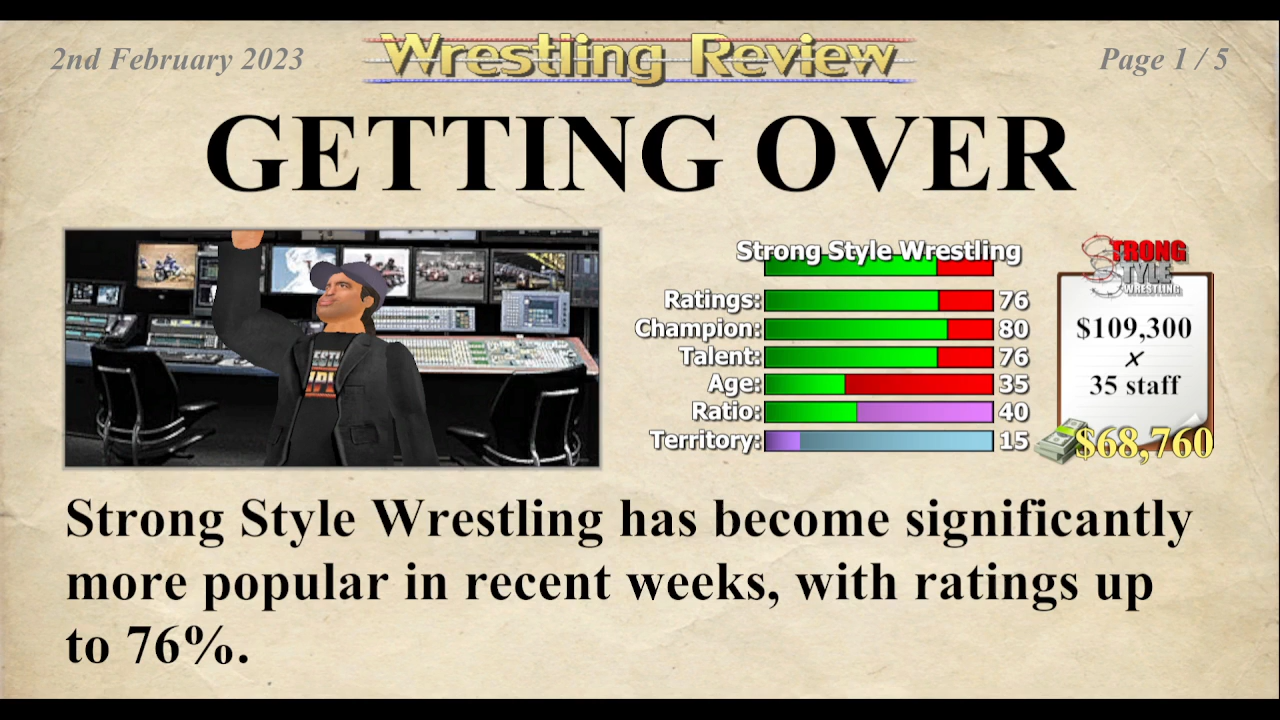 2nd February 2023
Wrestling Review
Page 1 / 5
GETTING OVER
Strong Style Wrestling
Ratings: 76
Champion: 80
Talent: 76
Age: 35
Ratio: 40
Territory: 15
STRONG
STYLE
WRESTLING
$109,300
×
35 staff
$68,760
Strong Style Wrestling has become significantly
more popular in recent weeks, with ratings up
to 76%.